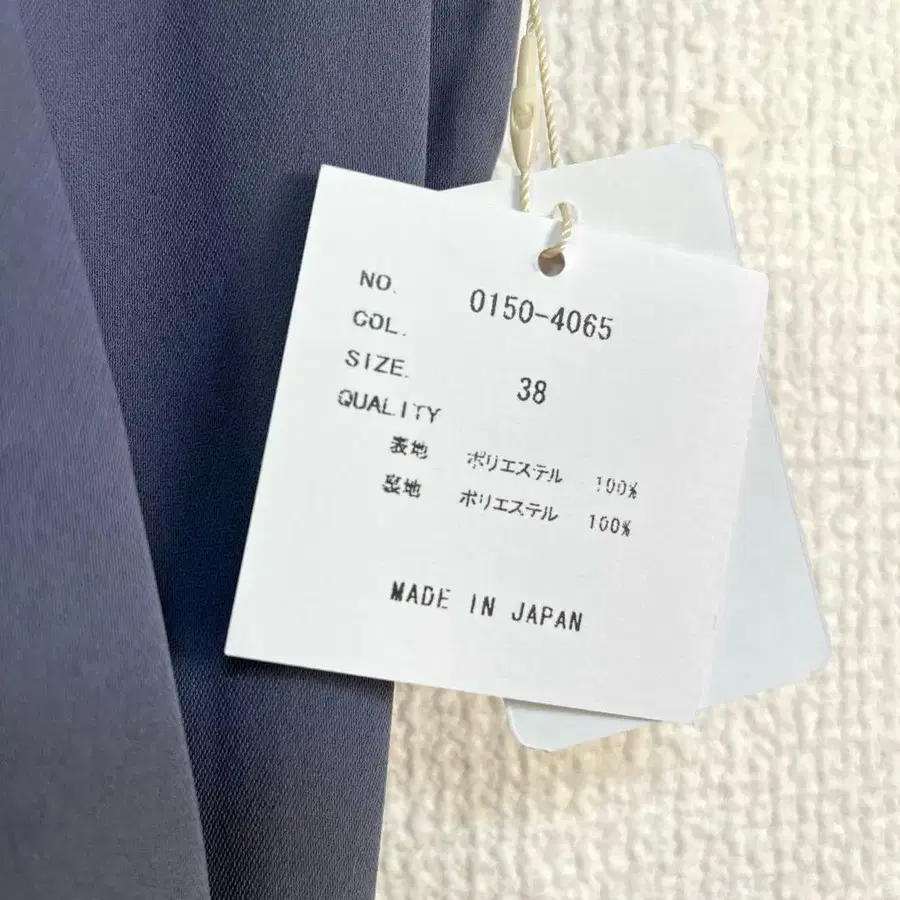 NO. 0150-4065
COL.
SIZE. 38
QUALITY
表地 ポリエステル 100%
裏地 ポリエステル 100%
MADE IN JAPAN